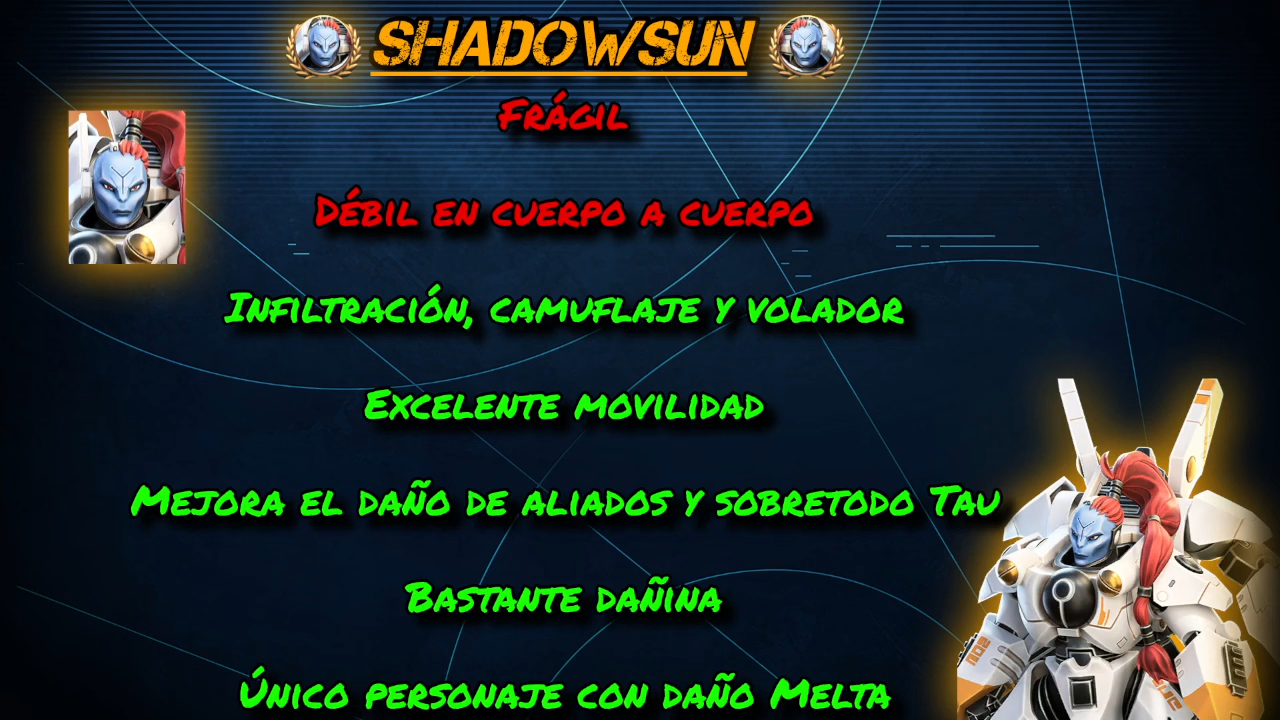 SHADOWSUN
Frágil
Débil en cuerpo a cuerpo
Infiltración, camuflaje y volador
Excelente movilidad
Mejora el daño de aliados y sobretodo Tau
Bastante dañina
Único personaje con daño Melta